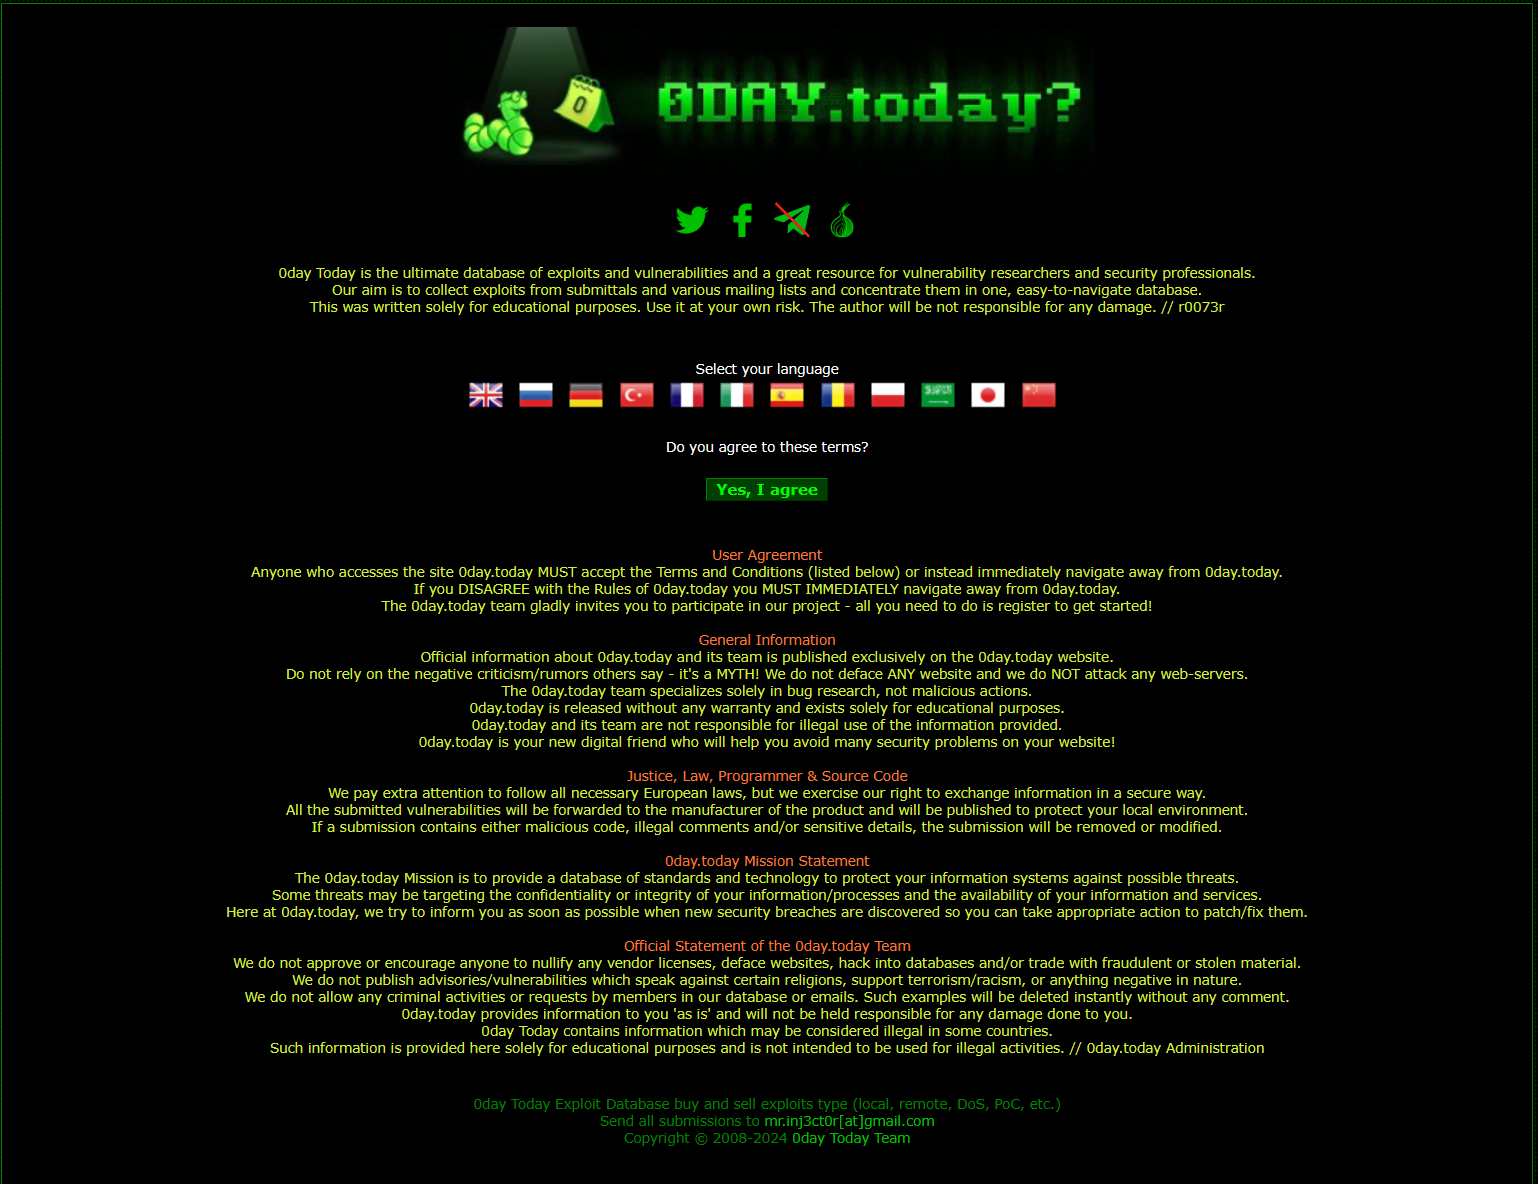 0
0DAY.today?
0day Today is the ultimate database of exploits and vulnerabilities and a great resource for vulnerability researchers and security professionals.
Our aim is to collect exploits from submittals and various mailing lists and concentrate them in one, easy-to-navigate database.
This was written solely for educational purposes. Use it at your own risk. The author will be not responsible for any damage. // r0073r
Select your language
Do you agree to these terms?
Yes, I agree
User Agreement
Anyone who accesses the site 0day.today MUST accept the Terms and Conditions (listed below) or instead immediately navigate away from 0day.today.
If you DISAGREE with the Rules of 0day.today you MUST IMMEDIATELY navigate away from 0day.today.
The 0day.today team gladly invites you to participate in our project - all you need to do is register to get started!
General Information
Official information about 0day.today and its team is published exclusively on the 0day.today website.
Do not rely on the negative criticism/rumors others say - it's a MYTH! We do not deface ANY website and we do NOT attack any web-servers.
The 0day.today team specializes solely in bug research, not malicious actions.
0day.today is released without any warranty and exists solely for educational purposes.
0day.today and its team are not responsible for illegal use of the information provided.
0day.today is your new digital friend who will help you avoid many security problems on your website!
Justice, Law, Programmer & Source Code
We pay extra attention to follow all necessary European laws, but we exercise our right to exchange information in a secure way.
All the submitted vulnerabilities will be forwarded to the manufacturer of the product and will be published to protect your local environment.
If a submission contains either malicious code, illegal comments and/or sensitive details, the submission will be removed or modified.
0day.today Mission Statement
The 0day.today Mission is to provide a database of standards and technology to protect your information systems against possible threats.
Some threats may be targeting the confidentiality or integrity of your information/processes and the availability of your information and services.
Here at 0day.today, we try to inform you as soon as possible when new security breaches are discovered so you can take appropriate action to patch/fix them.
Official Statement of the 0day.today Team
We do not approve or encourage anyone to nullify any vendor licenses, deface websites, hack into databases and/or trade with fraudulent or stolen material.
We do not publish advisories/vulnerabilities which speak against certain religions, support terrorism/racism, or anything negative in nature.
We do not allow any criminal activities or requests by members in our database or emails. Such examples will be deleted instantly without any comment.
0day.today provides information to you 'as is' and will not be held responsible for any damage done to you.
0day Today contains information which may be considered illegal in some countries.
Such information is provided here solely for educational purposes and is not intended to be used for illegal activities. // 0day.today Administration
0day Today Exploit Database buy and sell exploits type (local, remote, DoS, PoC, etc.)
Send all submissions to mr.inj3ct0r[at]gmail.com
Copyright © 2008-2024 0day Today Team